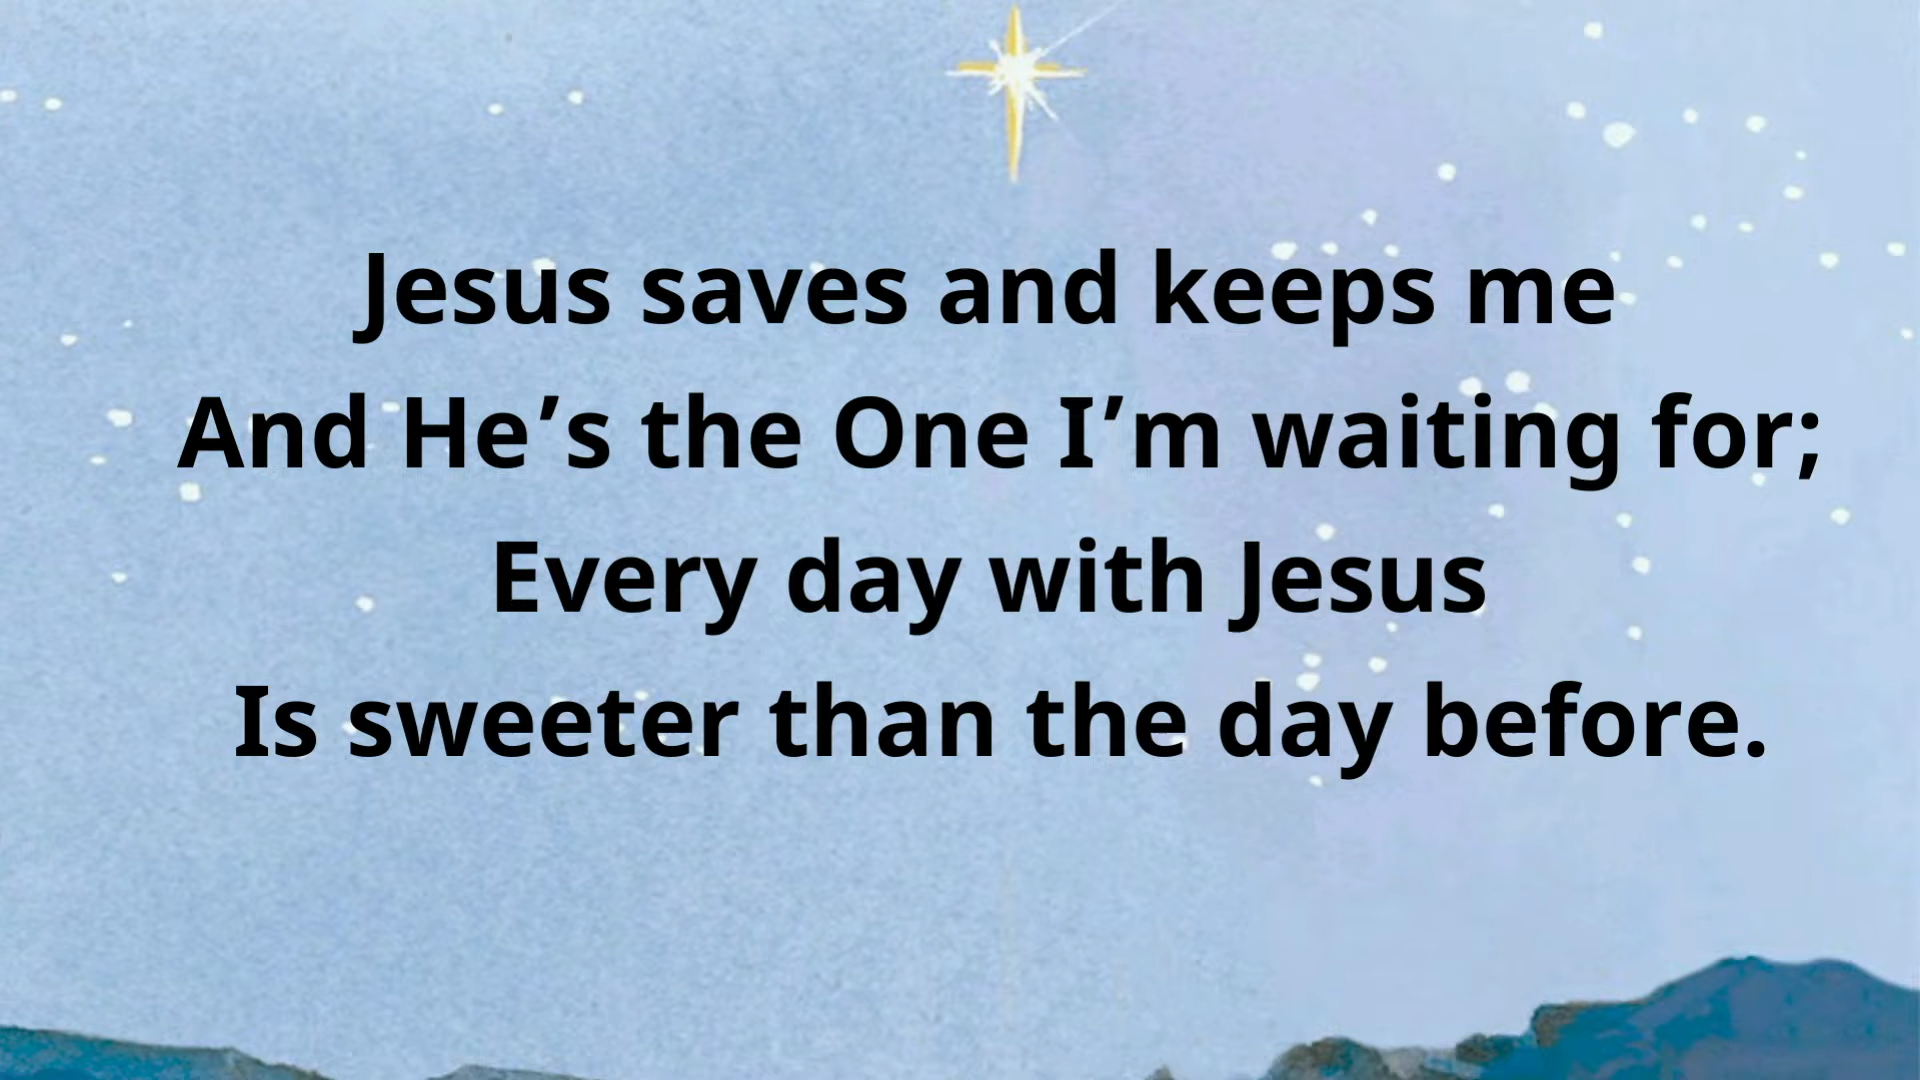 Jesus saves and keeps me
And He’s the One I’m waiting for;
Every day with Jesus
Is sweeter than the day before.